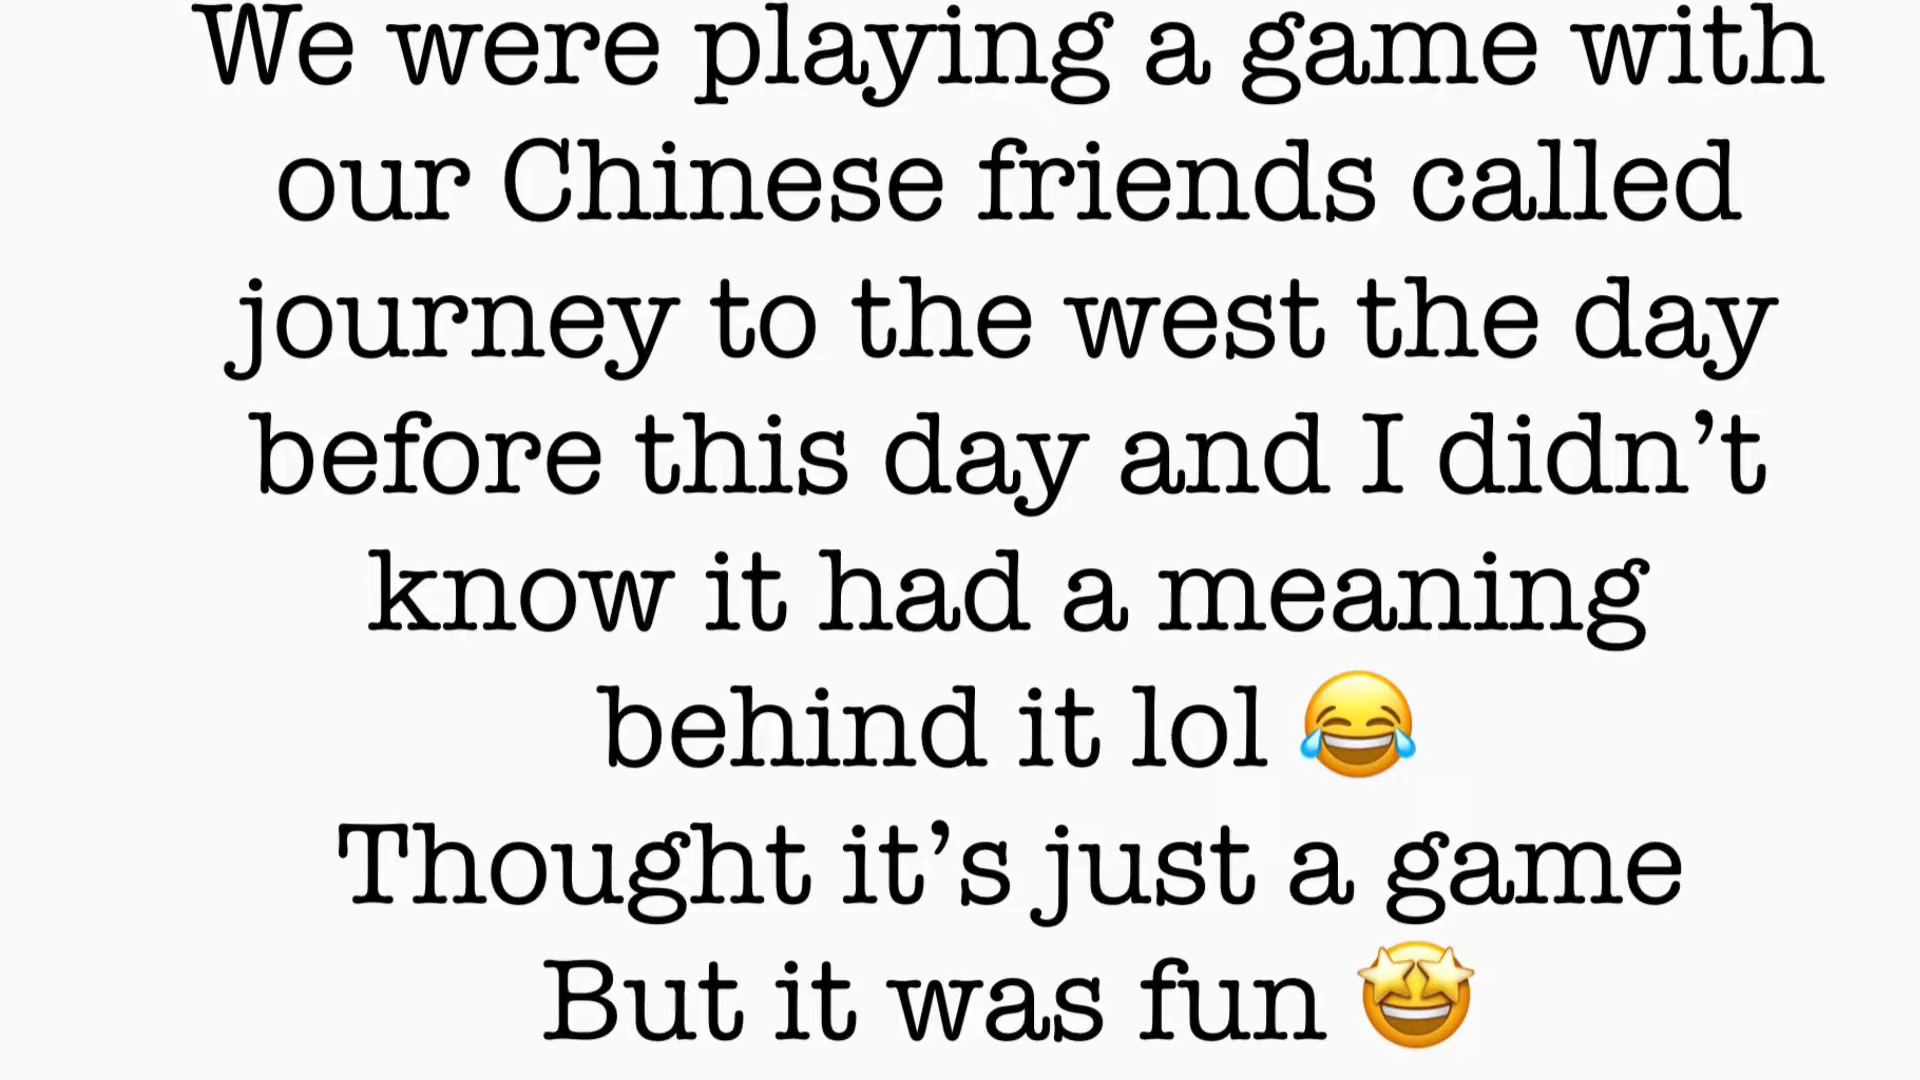 We were playing a game with
our Chinese friends called
journey to the west the day
before this day and I didn’t
know it had a meaning
behind it lol 😂
Thought it’s just a game
But it was fun 🤩